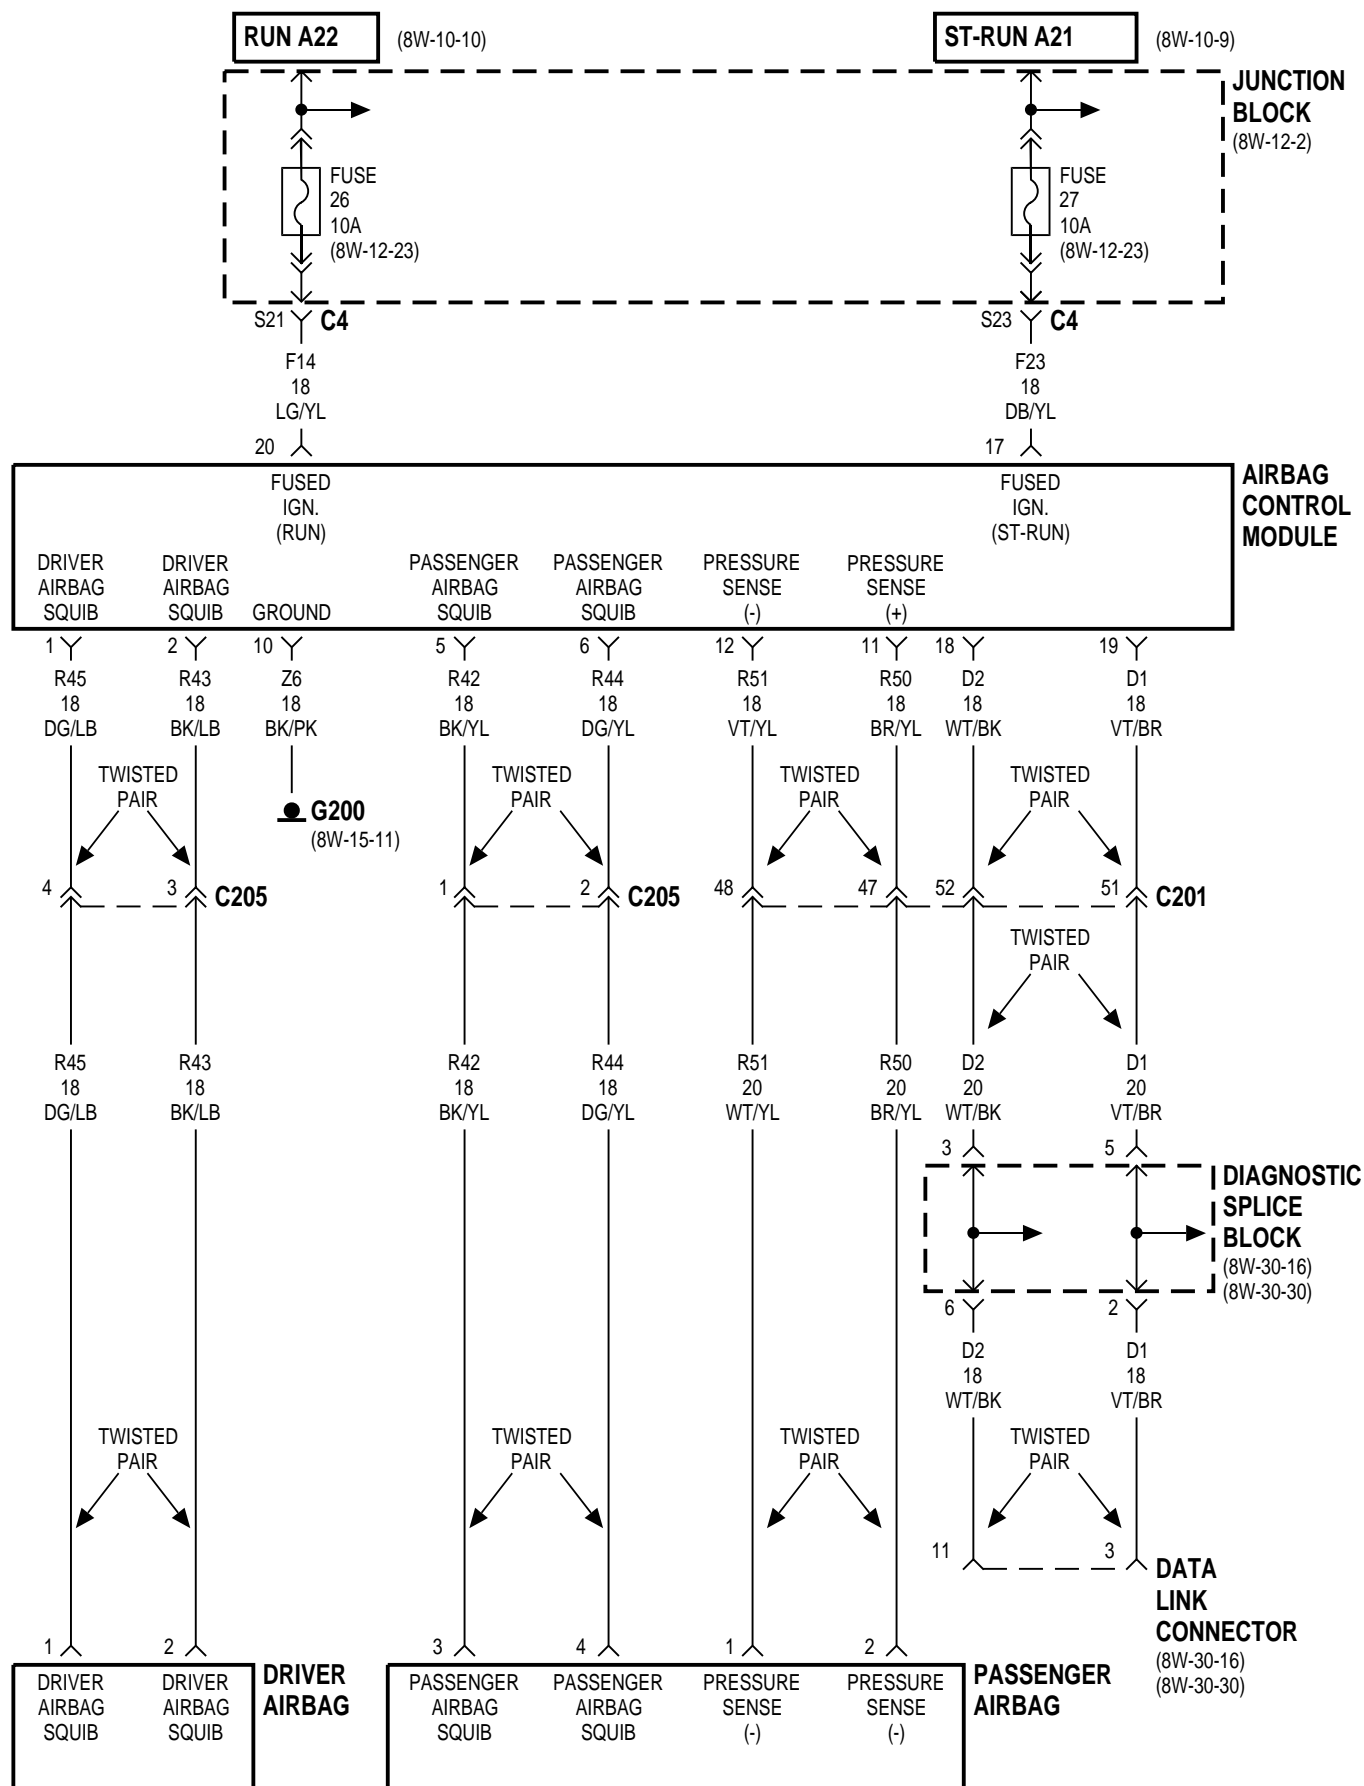 RUN A22
(8W-10-10)
ST-RUN A21
(8W-10-9)
JUNCTION
BLOCK
(8W-12-2)
FUSE
26
10A
(8W-12-23)
FUSE
27
10A
(8W-12-23)
S21
C4
S23
C4
F14
18
LG/YL
F23
18
DB/YL
20
17
FUSED
IGN.
(RUN)
FUSED
IGN.
(ST-RUN)
AIRBAG
CONTROL
MODULE
DRIVER
AIRBAG
SQUIB
DRIVER
AIRBAG
SQUIB
GROUND
PASSENGER
AIRBAG
SQUIB
PASSENGER
AIRBAG
SQUIB
PRESSURE
SENSE
(-)
PRESSURE
SENSE
(+)
1
2
10
5
6
12
11
18
19
R45
18
DG/LB
R43
18
BK/LB
Z6
18
BK/PK
R42
18
BK/YL
R44
18
DG/YL
R51
18
VT/YL
R50
18
BR/YL
D2
18
WT/BK
D1
18
VT/BR
TWISTED
PAIR
G200
(8W-15-11)
TWISTED
PAIR
TWISTED
PAIR
TWISTED
PAIR
4
3
C205
1
2
C205
48
47
52
51
C201
TWISTED
PAIR
R45
18
DG/LB
R43
18
BK/LB
R42
18
BK/YL
R44
18
DG/YL
R51
20
WT/YL
R50
20
BR/YL
D2
20
WT/BK
D1
20
VT/BR
3
5
DIAGNOSTIC
SPLICE
BLOCK
(8W-30-16)
(8W-30-30)
6
2
D2
18
WT/BK
D1
18
VT/BR
TWISTED
PAIR
TWISTED
PAIR
TWISTED
PAIR
TWISTED
PAIR
11
3
DATA
LINK
CONNECTOR
(8W-30-16)
(8W-30-30)
1
2
3
4
1
2
DRIVER
AIRBAG
SQUIB
DRIVER
AIRBAG
SQUIB
DRIVER
AIRBAG
PASSENGER
AIRBAG
SQUIB
PASSENGER
AIRBAG
SQUIB
PRESSURE
SENSE
(-)
PRESSURE
SENSE
(-)
PASSENGER
AIRBAG